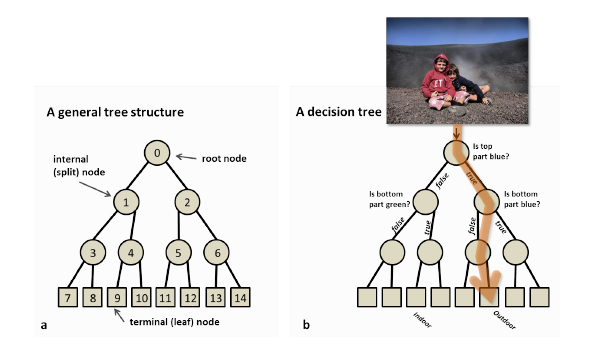 A general tree structure
internal
(split) node
root node
0
1
2
3
4
5
6
7
8
9
10
11
12
13
14
terminal (leaf) node
a
A decision tree
Is top
part blue?
false
true
Is bottom
part green?
Is bottom
part blue?
false
true
false
true
Indoor
Outdoor
b